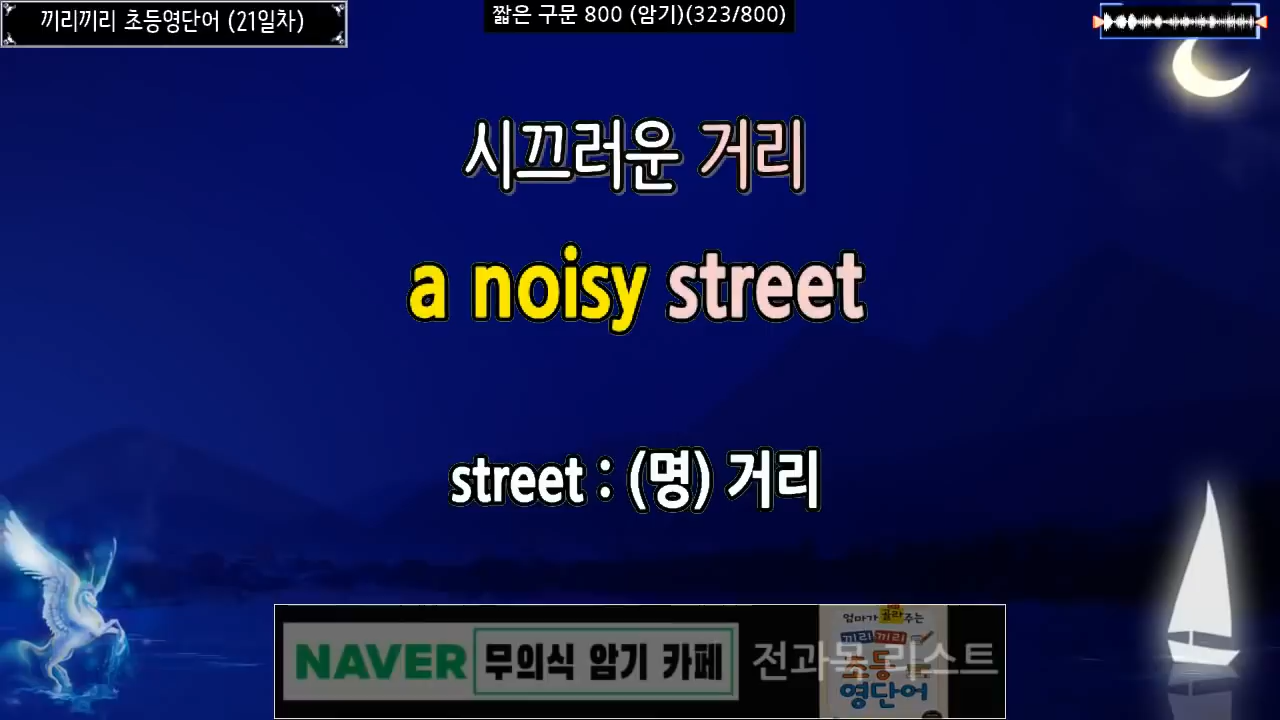 끼리끼리 초등영단어 (21일차)
짧은 구문 800 (암기)(323/800)
시끄러운 거리
a noisy street
street : (명) 거리
NAVER 무의식 암기 카페
전과목 리스트
엄마가 골라주는
끼리끼리
초등
영단어